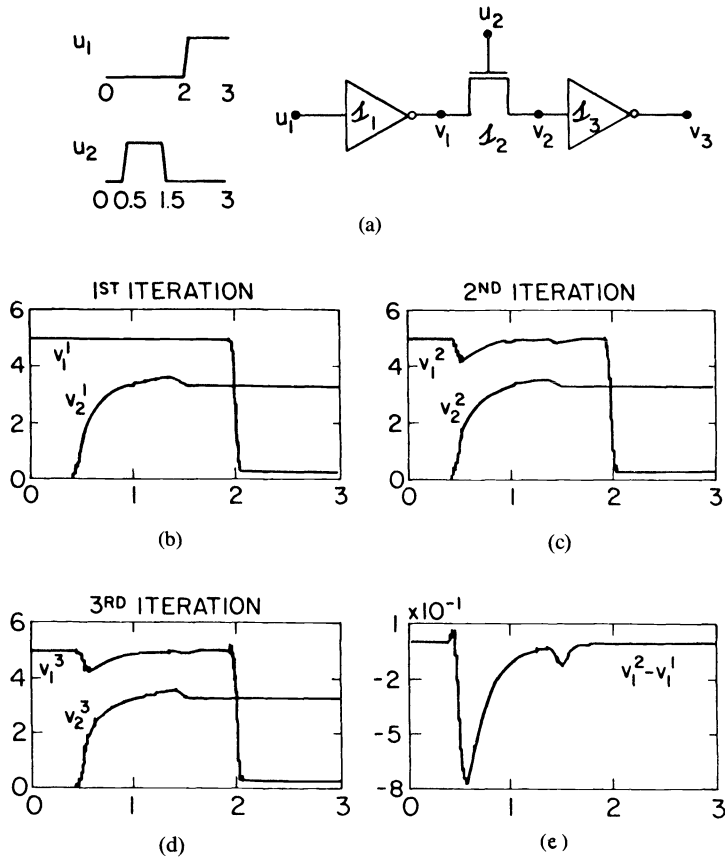 u1
0 2 3
u2
0 0.5 1.5 3
u2
u1 𝓈1 v1 𝓈2 v2 𝓈3 v3
(a)
1ST ITERATION
6
4
2
0
v1^1
v2^1
0 1 2 3
(b)
2ND ITERATION
6
4
2
0
v1^2
v2^2
0 1 2 3
(c)
3RD ITERATION
6
4
2
0
v1^3
v2^3
0 1 2 3
(d)
x10^-1
1
-2
-5
-8
v1^2-v1^1
0 1 2 3
(e)